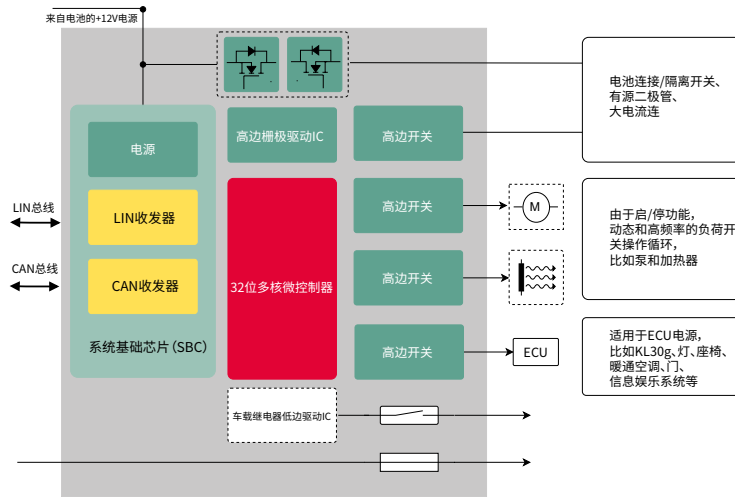 来自电池的+12V电源
电池连接/隔离开关、
有源二极管、
大电流连
电源
高边栅极驱动IC
高边开关
LIN总线
LIN收发器
高边开关
M
由于启/停功能，
动态和高频率的负荷开
关操作循环，
比如泵和加热器
CAN总线
CAN收发器
32位多核微控制器
高边开关
系统基础芯片（SBC）
高边开关
ECU
适用于ECU电源，
比如KL30g、灯、座椅、
暖通空调、门、
信息娱乐系统等
车载继电器低边驱动IC